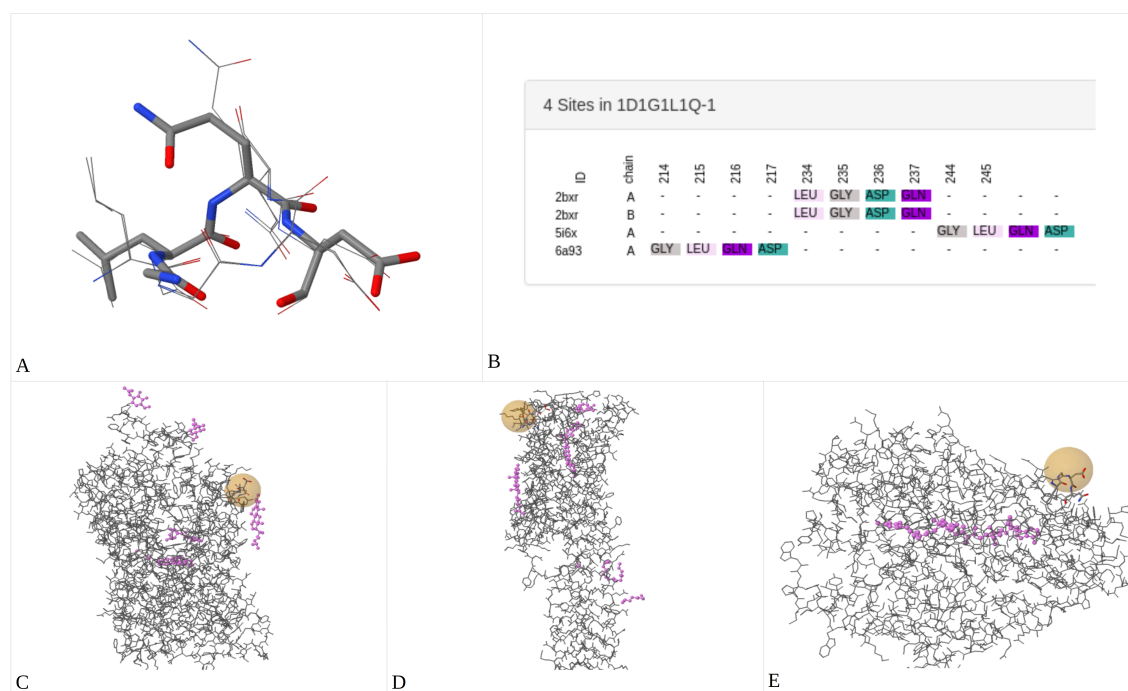 A
B
4 Sites in 1D1G1L1Q-1
ID chain 214 215 216 217 234 235 236 237 244 245
2bxr A - - - - LEU GLY ASP GLN - - - -
2bxr B - - - - LEU GLY ASP GLN - - - -
5i6x A - - - - - - - - GLY LEU GLN ASP
6a93 A GLY LEU GLN ASP - - - - - - - -
C
D
E